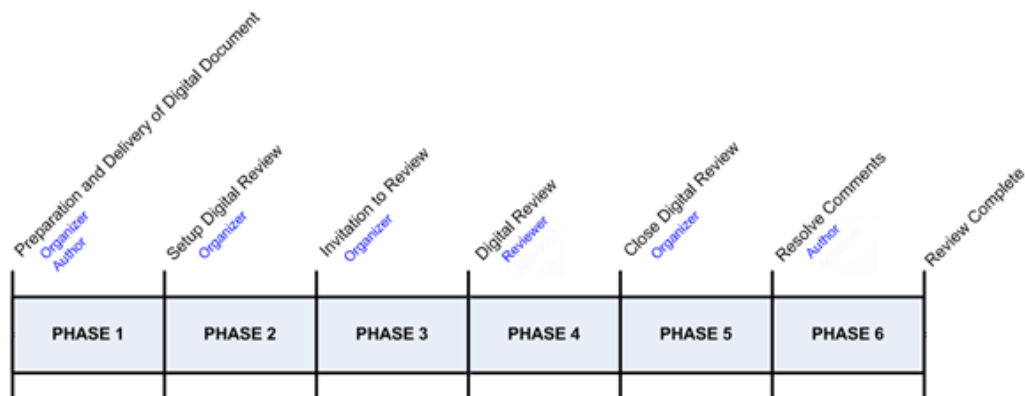 Preparation and Delivery of Digital Document
Organizer
Author
Setup Digital Review
Organizer
Invitation to Review
Organizer
Digital Review
Reviewer
Close Digital Review
Organizer
Resolve Comments
Author
Review Complete
PHASE 1
PHASE 2
PHASE 3
PHASE 4
PHASE 5
PHASE 6